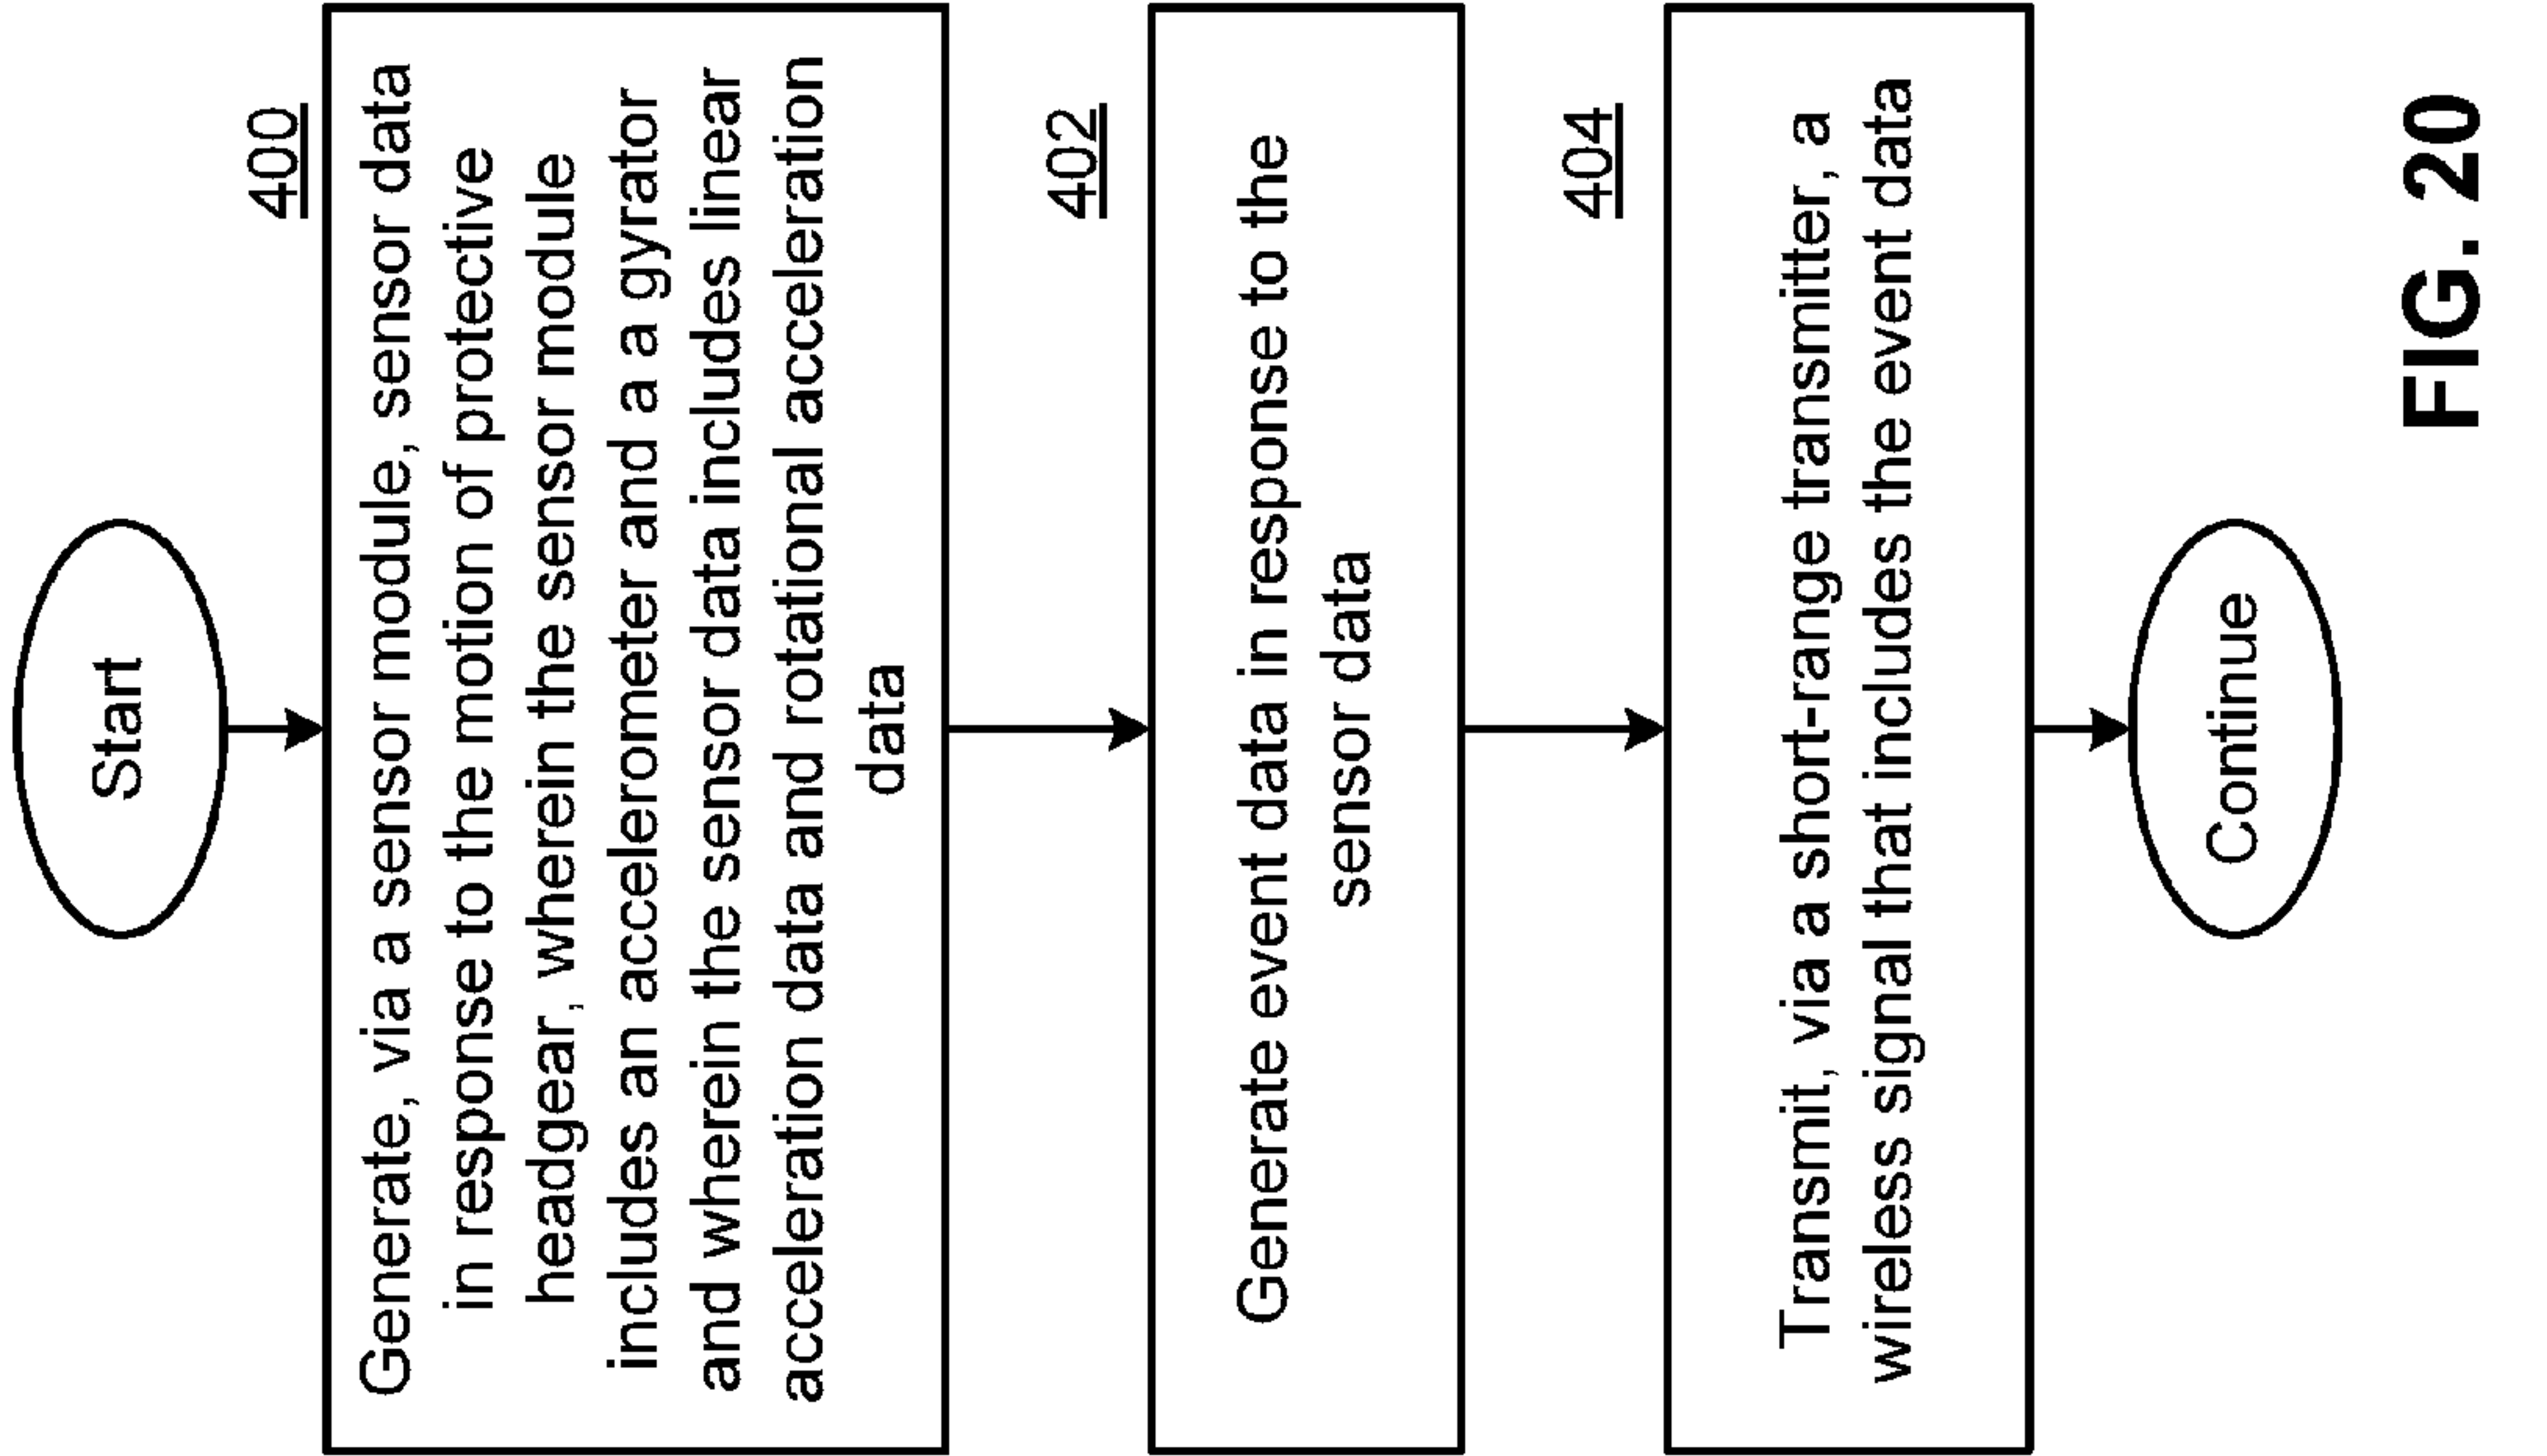 Start
400
Generate, via a sensor module, sensor data
in response to the motion of protective
headgear, wherein the sensor module
includes an accelerometer and a a gyrator
and wherein the sensor data includes linear
acceleration data and rotational acceleration
data
402
Generate event data in response to the
sensor data
404
Transmit, via a short-range transmitter, a
wireless signal that includes the event data
Continue
FIG. 20